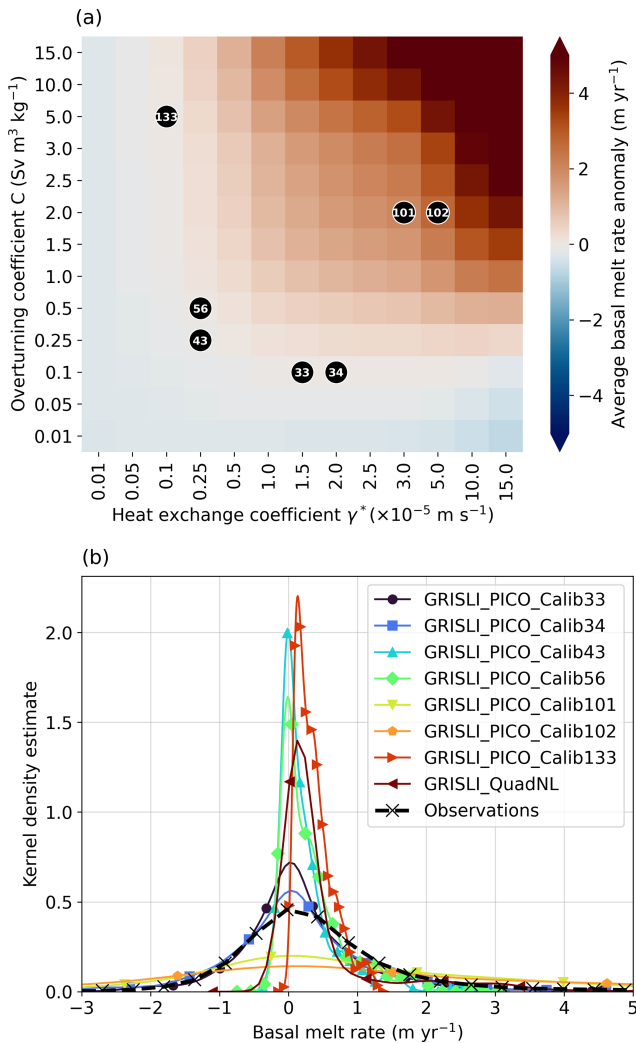 (a)
15.0
10.0
5.0
3.0
2.5
2.0
1.5
1.0
0.5
0.25
0.1
0.05
0.01
Overturning coefficient C (Sv m³ kg⁻¹)
133
101
102
56
43
33
34
0.01
0.05
0.1
0.25
0.5
1.0
1.5
2.0
2.5
3.0
5.0
10.0
15.0
Heat exchange coefficient γ* (×10⁻⁵ m s⁻¹)
4
2
0
−2
−4
Average basal melt rate anomaly (m yr⁻¹)
(b)
2.0
1.5
1.0
0.5
0.0
Kernel density estimate
GRISLI_PICO_Calib33
GRISLI_PICO_Calib34
GRISLI_PICO_Calib43
GRISLI_PICO_Calib56
GRISLI_PICO_Calib101
GRISLI_PICO_Calib102
GRISLI_PICO_Calib133
GRISLI_QuadNL
Observations
−3 −2 −1 0 1 2 3 4 5
Basal melt rate (m yr⁻¹)